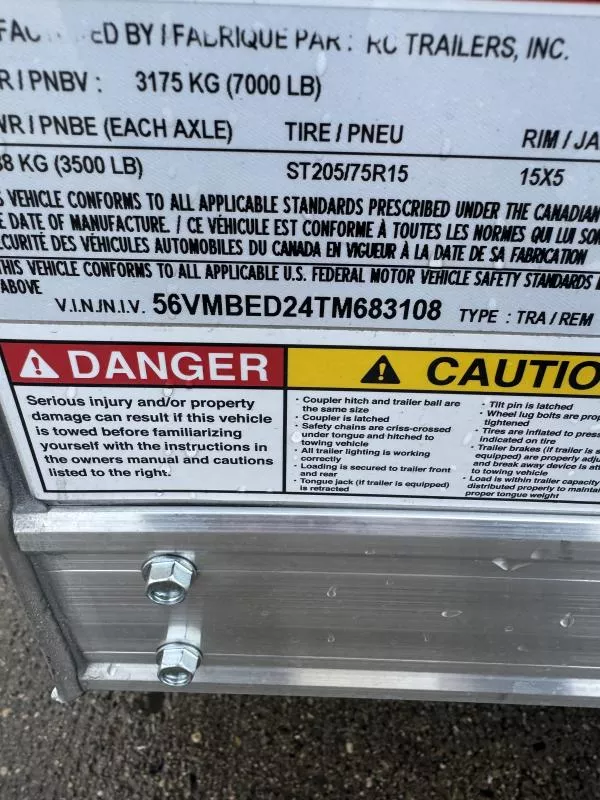 ED BY / FABRIQUE PAR : RC TRAILERS, INC.
R / PNBV : 3175 KG (7000 LB)
WR / PNBE (EACH AXLE) TIRE / PNEU RIM / JA
88 KG (3500 LB) ST205/75R15 15X5
S VEHICLE CONFORMS TO ALL APPLICABLE STANDARDS PRESCRIBED UNDER THE CANADIAN
E DATE OF MANUFACTURE. / CE VÉHICULE EST CONFORME À TOUTES LES NORMES QUI LUI SON
ECURITÉ DES VÉHICULES AUTOMOBILES DU CANADA EN VIGUEUR À LA DATE DE SA FABRICATION
THIS VEHICLE CONFORMS TO ALL APPLICABLE U.S. FEDERAL MOTOR VEHICLE SAFETY STANDARDS
ABOVE
V.I.N./N.I.V. 56VMBED24TM683108 TYPE : TRA / REM
DANGER
Serious injury and/or property
damage can result if this vehicle
is towed before familiarizing
yourself with the instructions in
the owners manual and cautions
listed to the right.
CAUTIO
· Coupler hitch and trailer ball are
the same size
· Coupler is latched
· Safety chains are criss-crossed
under tongue and hitched to
towing vehicle
· All trailer lighting is working
correctly
· Loading is secured to trailer front
and rear
· Tongue jack (if trailer is equipped)
is retracted
· Tilt pin is latched
· Wheel lug bolts are prop
tightened
· Tires are inflated to press
indicated on tire
· Trailer brakes (if trailer is s
equipped) are properly adju
and break away device is att
to towing vehicle
· Load is within trailer capacity
distributed properly to maintai
proper tongue weight